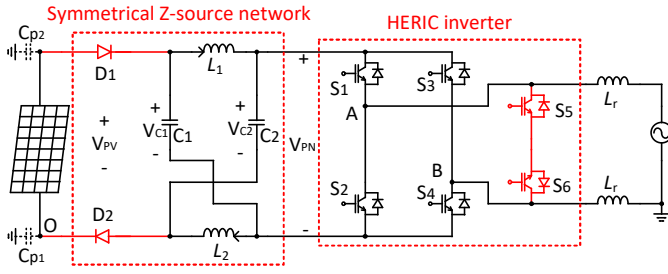 Symmetrical Z-source network
HERIC inverter
Cp2
D1
L1
+
S1
S3
+
VPV
-
+
VC1
-
C1
+
VC2
-
C2
VPN
A
S5
Lr
B
S2
S4
S6
Lr
O
D2
L2
-
Cp1